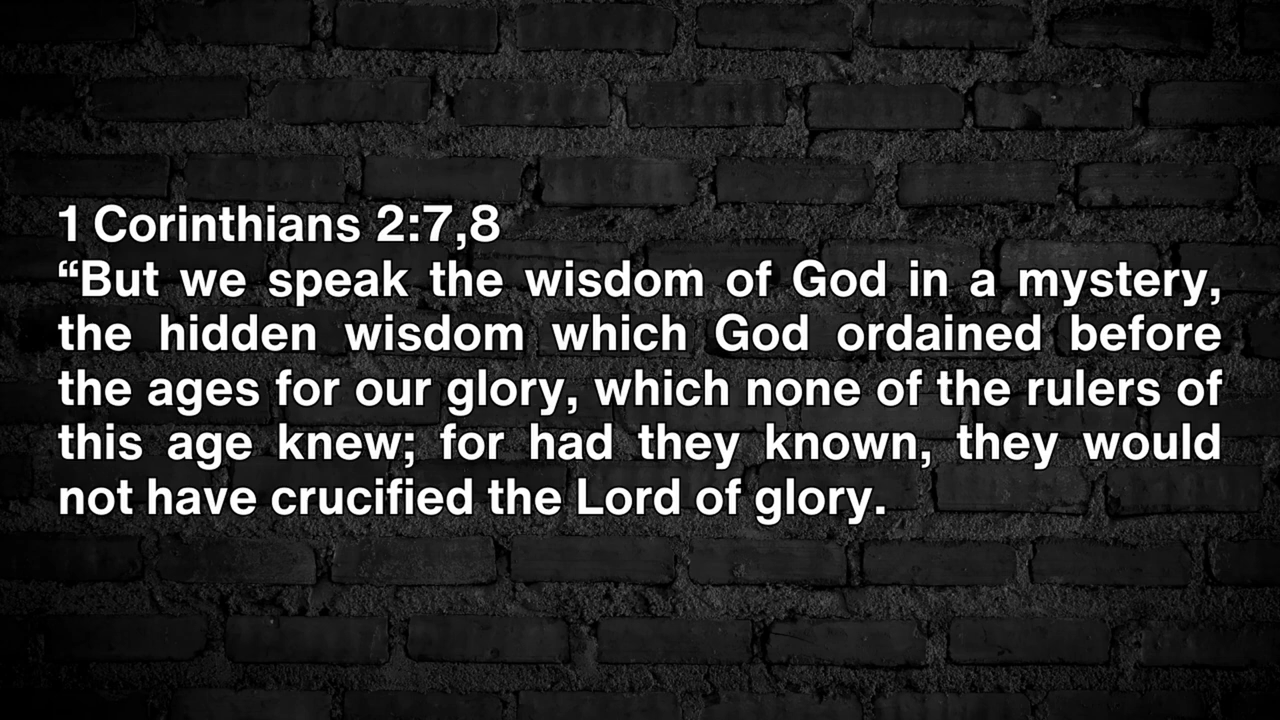 1 Corinthians 2:7,8
“But we speak the wisdom of God in a mystery,
the hidden wisdom which God ordained before
the ages for our glory, which none of the rulers of
this age knew; for had they known, they would
not have crucified the Lord of glory.